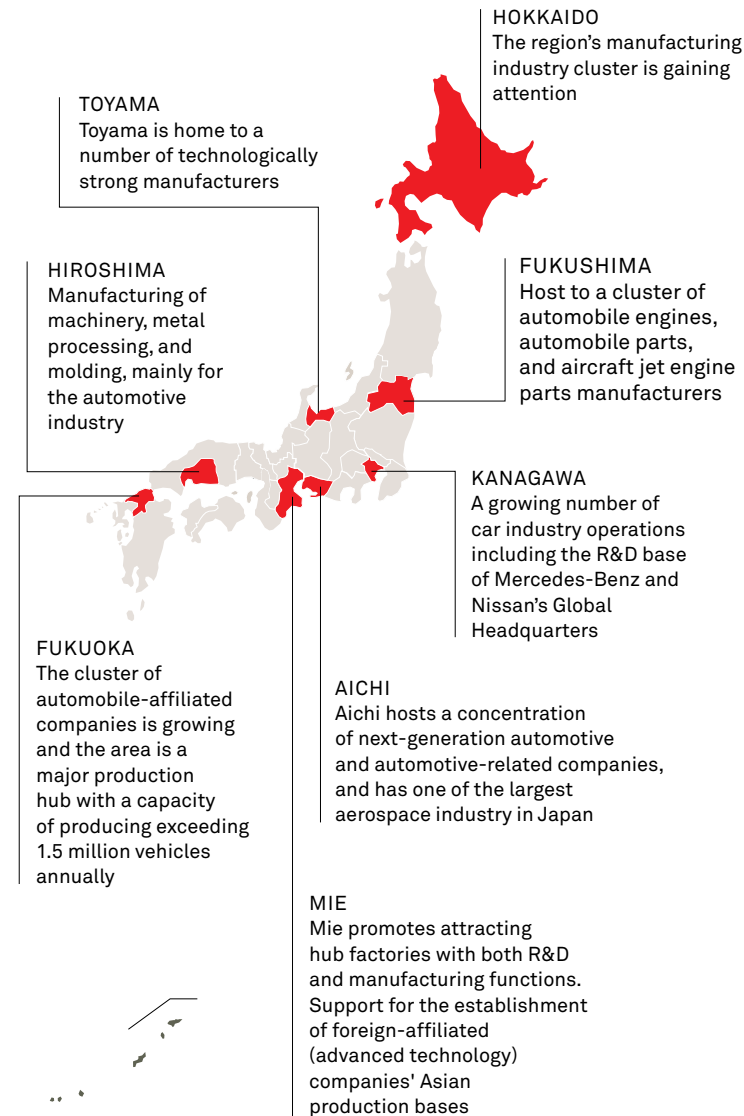 HOKKAIDO
The region’s manufacturing
industry cluster is gaining
attention
TOYAMA
Toyama is home to a
number of technologically
strong manufacturers
HIROSHIMA
Manufacturing of
machinery, metal
processing, and
molding, mainly for
the automotive
industry
FUKUSHIMA
Host to a cluster of
automobile engines,
automobile parts,
and aircraft jet engine
parts manufacturers
KANAGAWA
A growing number of
car industry operations
including the R&D base
of Mercedes-Benz and
Nissan’s Global
Headquarters
FUKUOKA
The cluster of
automobile-affiliated
companies is growing
and the area is a
major production
hub with a capacity
of producing exceeding
1.5 million vehicles
annually
AICHI
Aichi hosts a concentration
of next-generation automotive
and automotive-related companies,
and has one of the largest
aerospace industry in Japan
MIE
Mie promotes attracting
hub factories with both R&D
and manufacturing functions.
Support for the establishment
of foreign-affiliated
(advanced technology)
companies' Asian
production bases